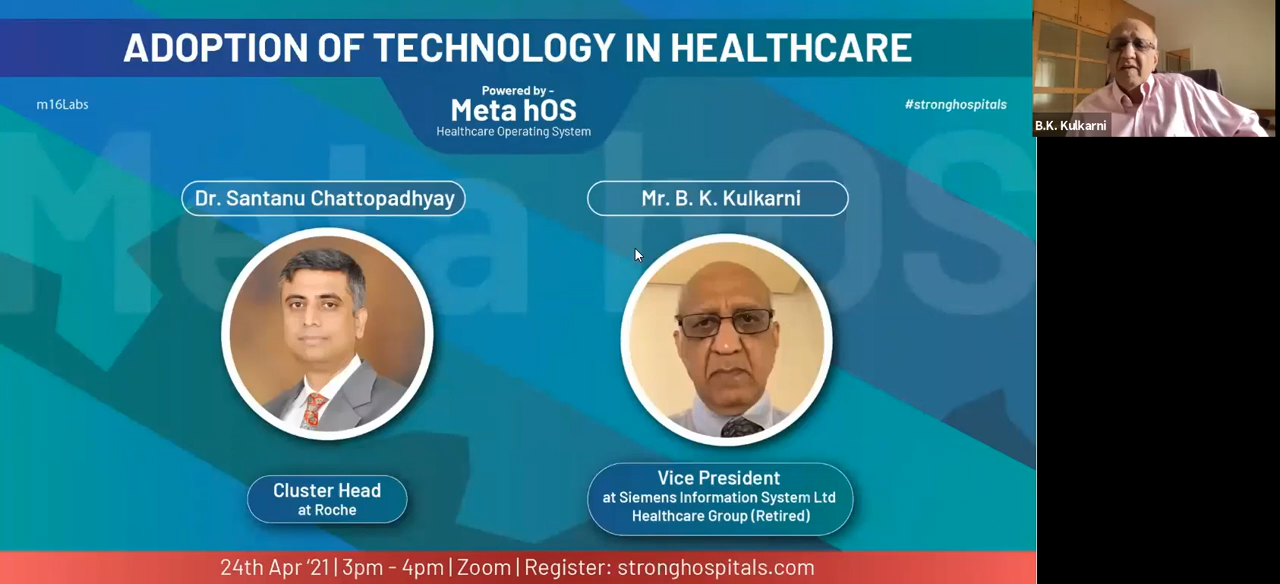 ADOPTION OF TECHNOLOGY IN HEALTHCARE
m16Labs
Powered by -
Meta hOS
Healthcare Operating System
#stronghospitals
B.K. Kulkarni
Meta hOS
Dr. Santanu Chattopadhyay
Mr. B. K. Kulkarni
Cluster Head
at Roche
Vice President
at Siemens Information System Ltd
Healthcare Group (Retired)
24th Apr '21 | 3pm - 4pm | Zoom | Register: stronghospitals.com